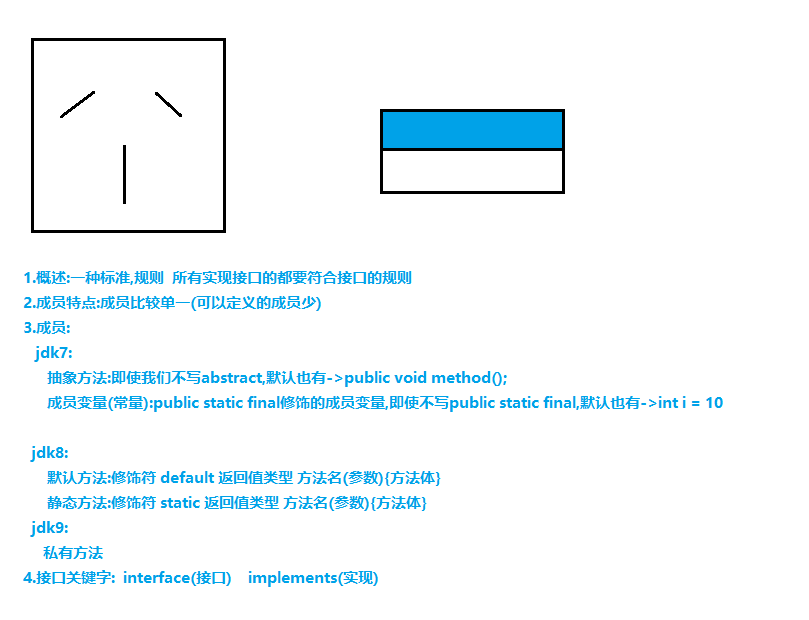 1.概述:一种标准,规则  所有实现接口的都要符合接口的规则
2.成员特点:成员比较单一(可以定义的成员少)
3.成员:
jdk7:
抽象方法:即使我们不写abstract,默认也有->public void method();
成员变量(常量):public static final修饰的成员变量,即使不写public static final,默认也有->int i = 10
jdk8:
默认方法:修饰符 default 返回值类型 方法名(参数){方法体}
静态方法:修饰符 static 返回值类型 方法名(参数){方法体}
jdk9:
私有方法
4.接口关键字:  interface(接口)    implements(实现)